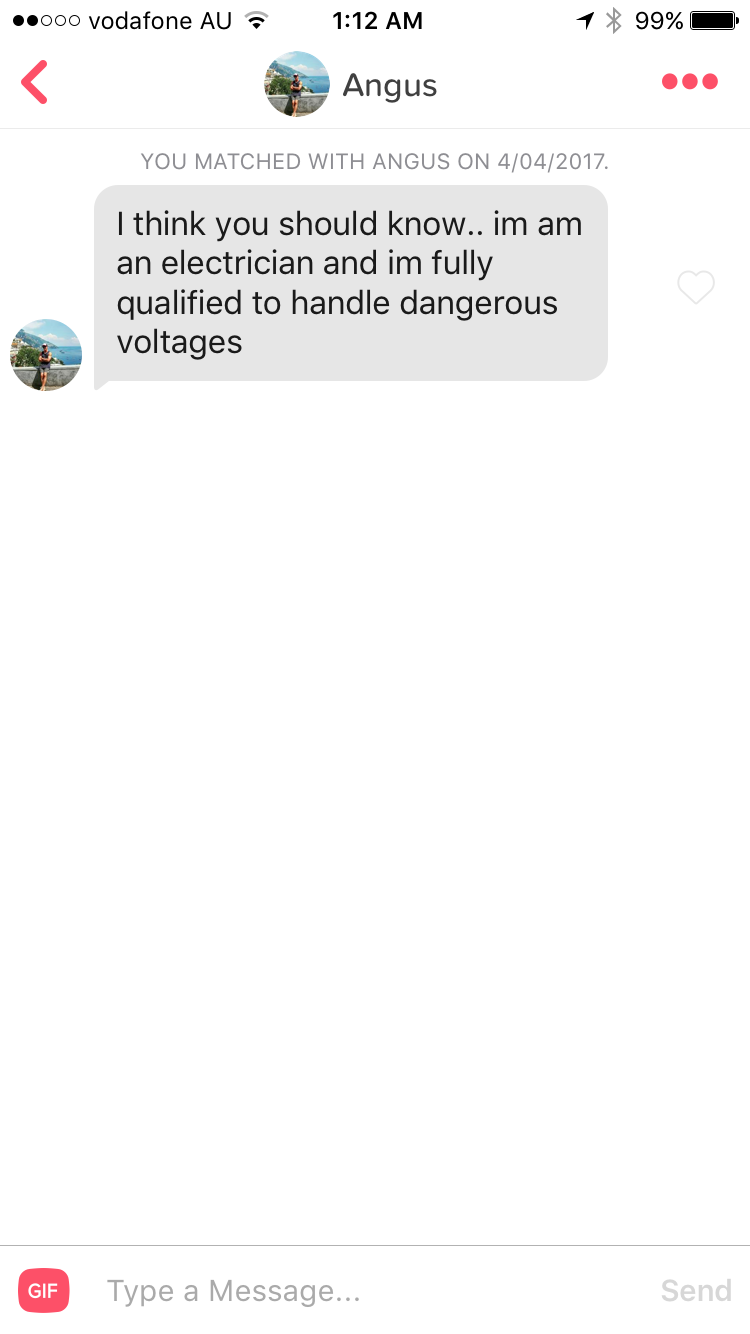 vodafone AU 1:12 AM 99%
Angus
YOU MATCHED WITH ANGUS ON 4/04/2017.
I think you should know.. im am
an electrician and im fully
qualified to handle dangerous
voltages
GIF Type a Message... Send